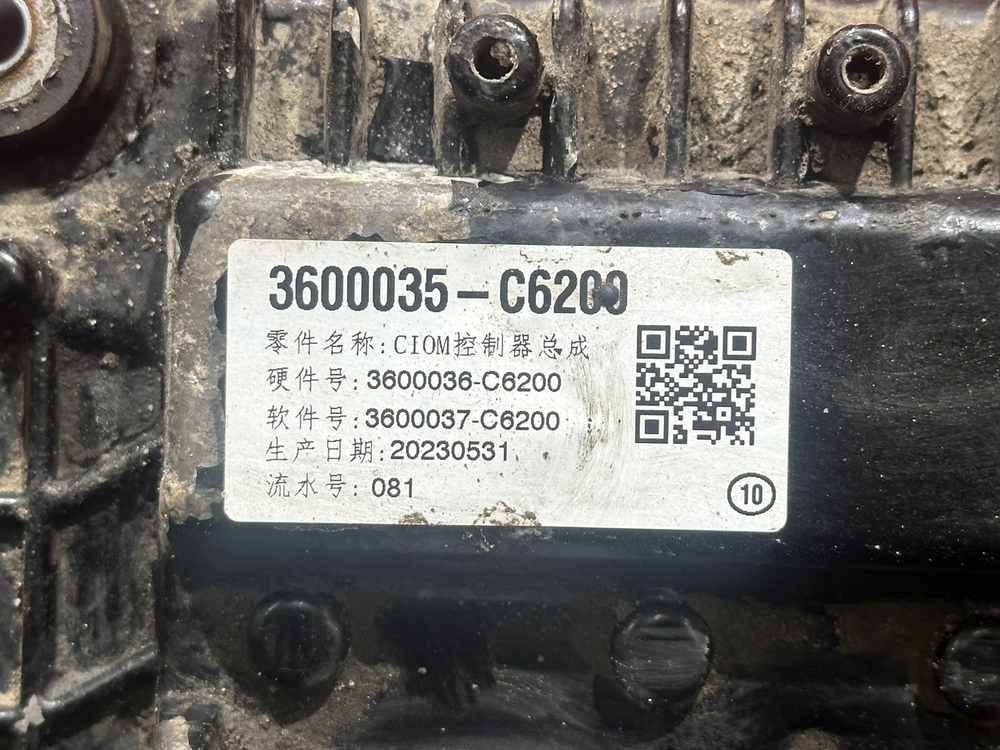 3600035-C6200
零件名称:CIOM控制器总成
硬件号:3600036-C6200
软件号:3600037-C6200
生产日期:20230531
流水号:081
10